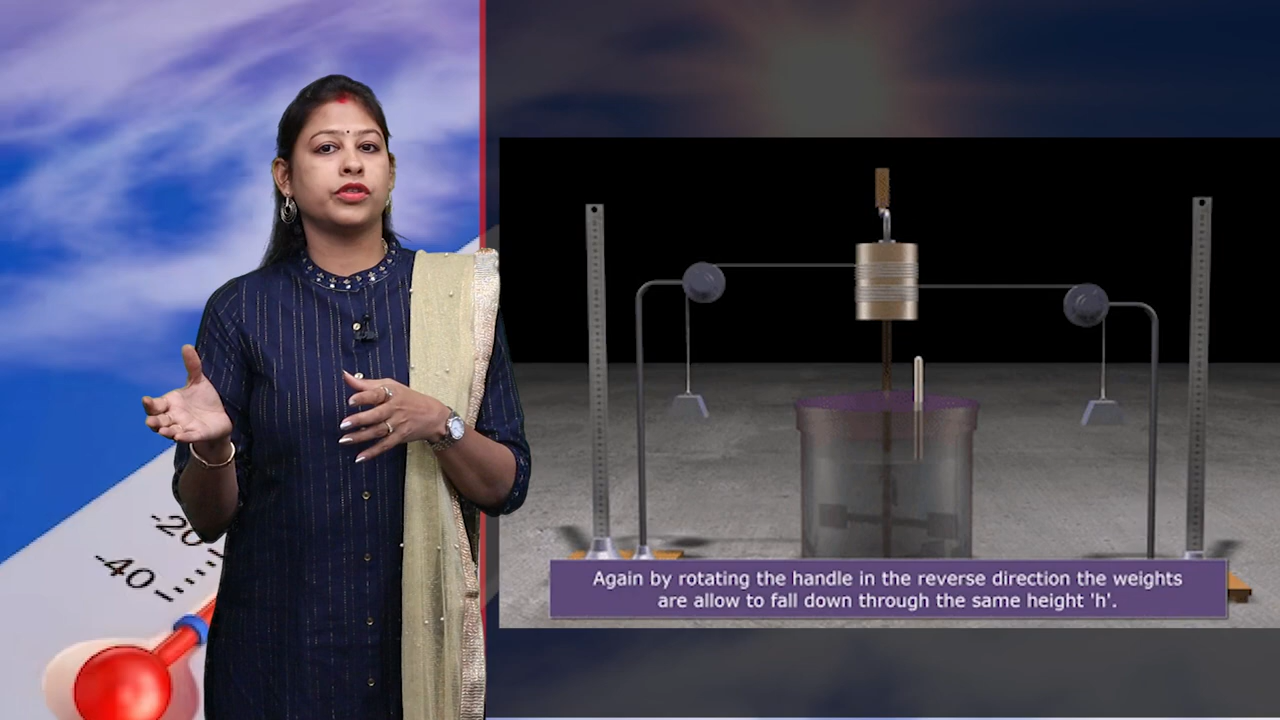 -20
-40
Again by rotating the handle in the reverse direction the weights
are allow to fall down through the same height 'h'.